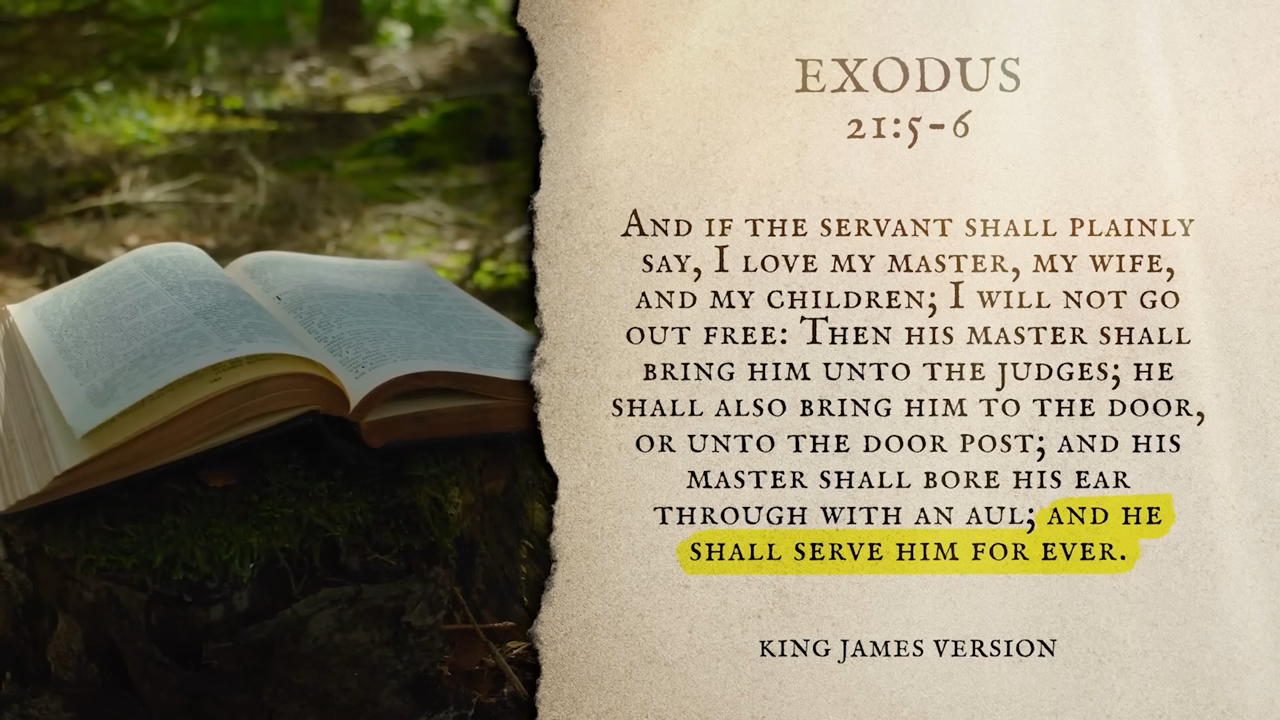 EXODUS
21:5-6
AND IF THE SERVANT SHALL PLAINLY
SAY, I LOVE MY MASTER, MY WIFE,
AND MY CHILDREN; I WILL NOT GO
OUT FREE: THEN HIS MASTER SHALL
BRING HIM UNTO THE JUDGES; HE
SHALL ALSO BRING HIM TO THE DOOR,
OR UNTO THE DOOR POST; AND HIS
MASTER SHALL BORE HIS EAR
THROUGH WITH AN AUL; AND HE
SHALL SERVE HIM FOR EVER.
KING JAMES VERSION